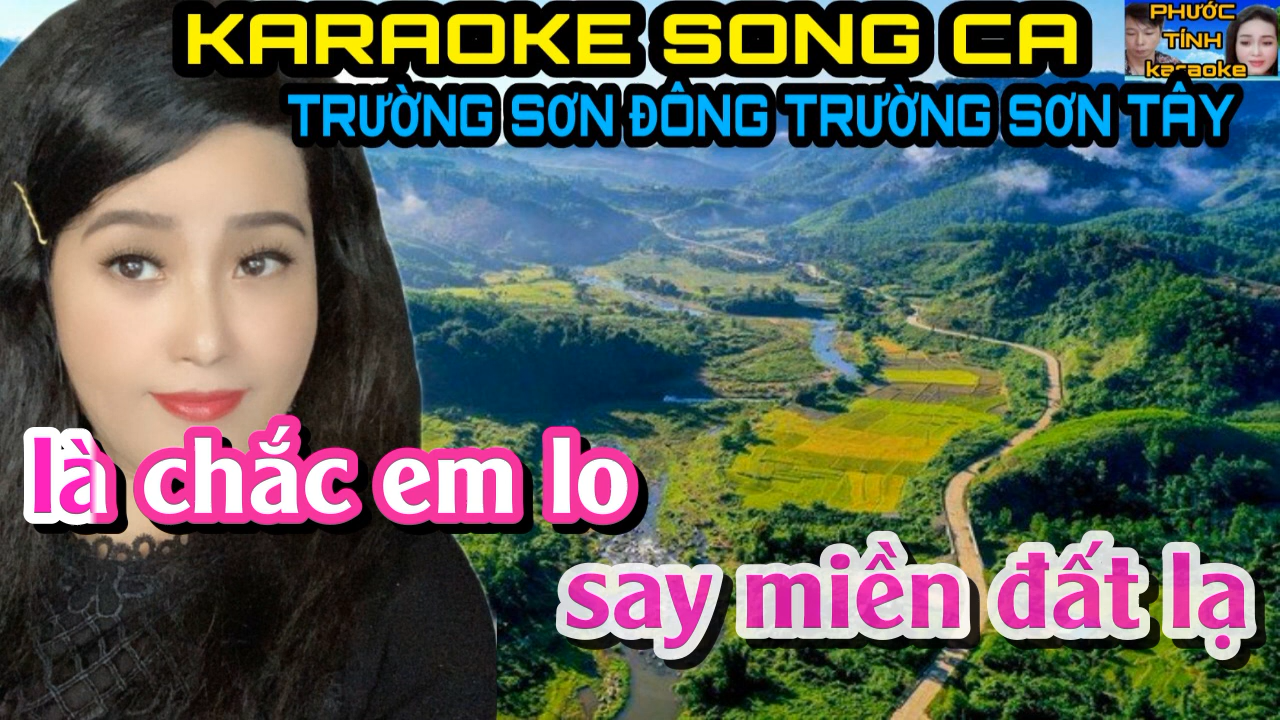 KARAOKE SONG CA
TRƯỜNG SƠN ĐÔNG TRƯỜNG SƠN TÂY
PHƯỚC
TÍNH
karaoke
là chắc em lo
say miền đất lạ